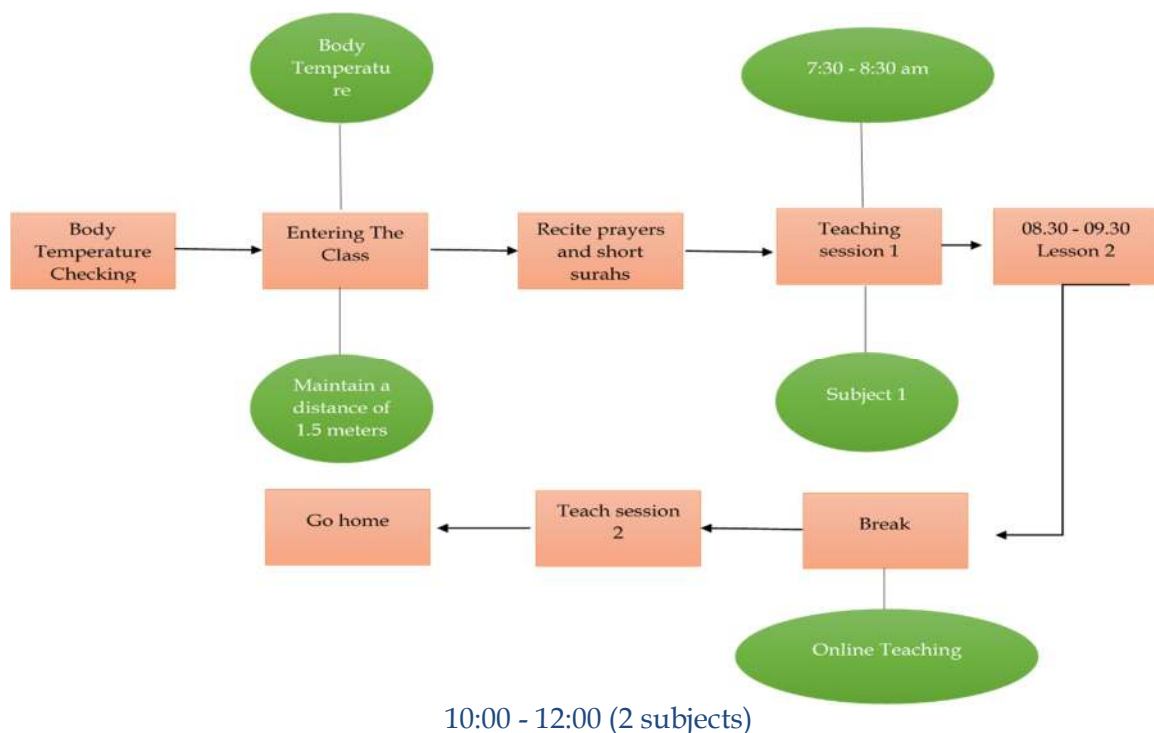 Body
Temperatu
re
7:30 - 8:30 am
Body
Temperature
Checking
Entering The
Class
Recite prayers
and short
surahs
Teaching
session 1
08.30 - 09.30
Lesson 2
Maintain a
distance of
1.5 meters
Subject 1
Go home
Teach session
2
Break
Online Teaching
10:00 - 12:00 (2 subjects)